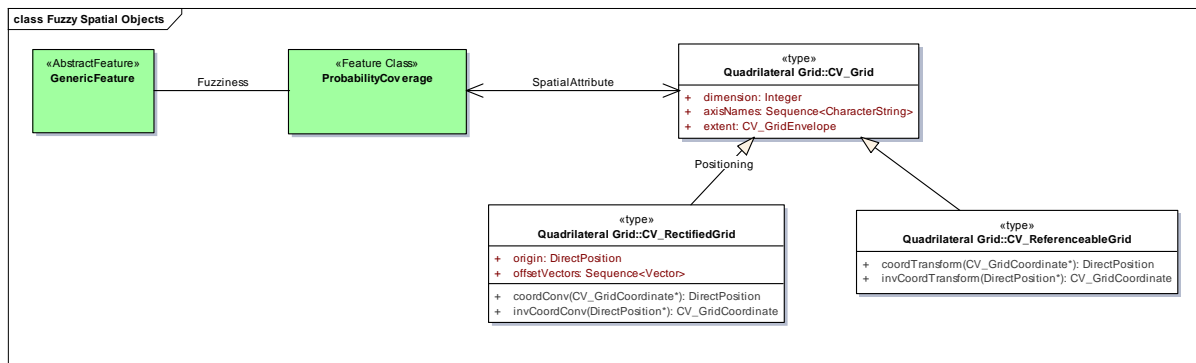 class Fuzzy Spatial Objects
«AbstractFeature»
GenericFeature
Fuzziness
«Feature Class»
ProbabilityCoverage
SpatialAttribute
«type»
Quadrilateral Grid::CV_Grid
+ dimension: Integer
+ axisNames: Sequence<CharacterString>
+ extent: CV_GridEnvelope
Positioning
«type»
Quadrilateral Grid::CV_RectifiedGrid
+ origin: DirectPosition
+ offsetVectors: Sequence<Vector>
+ coordConv(CV_GridCoordinate*): DirectPosition
+ invCoordConv(DirectPosition*): CV_GridCoordinate
«type»
Quadrilateral Grid::CV_ReferenceableGrid
+ coordTransform(CV_GridCoordinate*): DirectPosition
+ invCoordTransform(DirectPosition*): CV_GridCoordinate